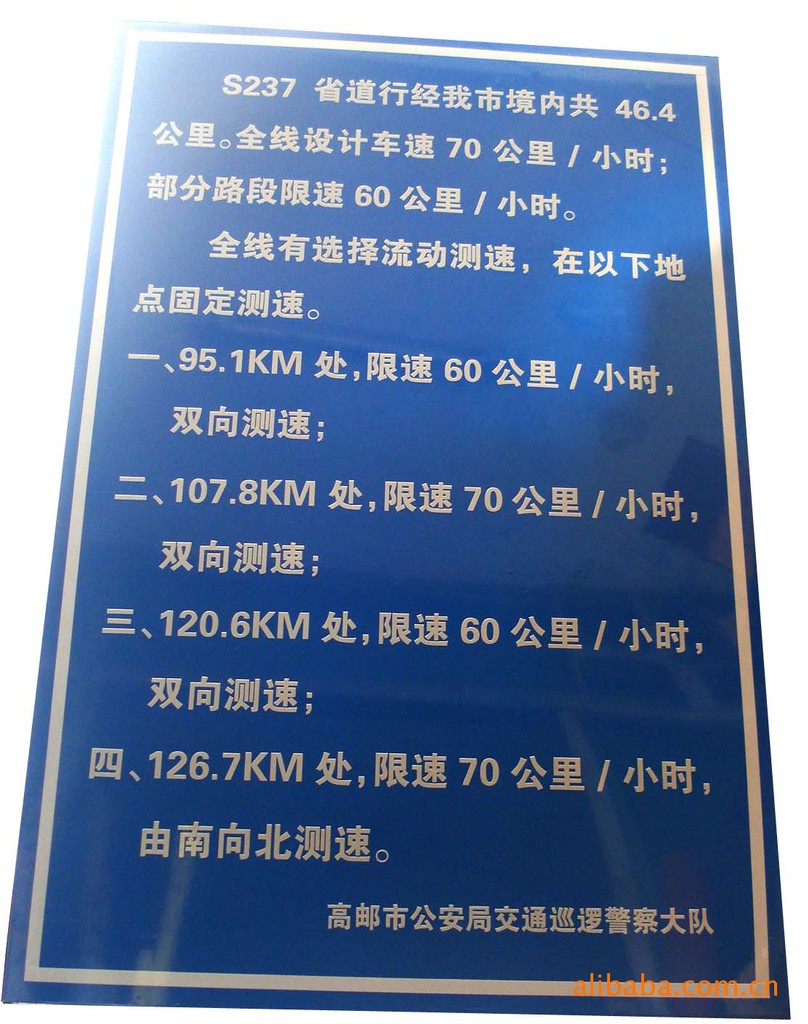 S237 省道行经我市境内共 46.4
公里。全线设计车速 70 公里 / 小时；
部分路段限速 60 公里 / 小时。
全线有选择流动测速，在以下地
点固定测速。
一、95.1KM 处,限速 60 公里 / 小时，
双向测速；
二、107.8KM 处,限速 70 公里 / 小时，
双向测速；
三、120.6KM 处,限速 60 公里 / 小时，
双向测速；
四、126.7KM 处,限速 70 公里 / 小时，
由南向北测速。
高邮市公安局交通巡逻警察大队
alibaba.com.cn